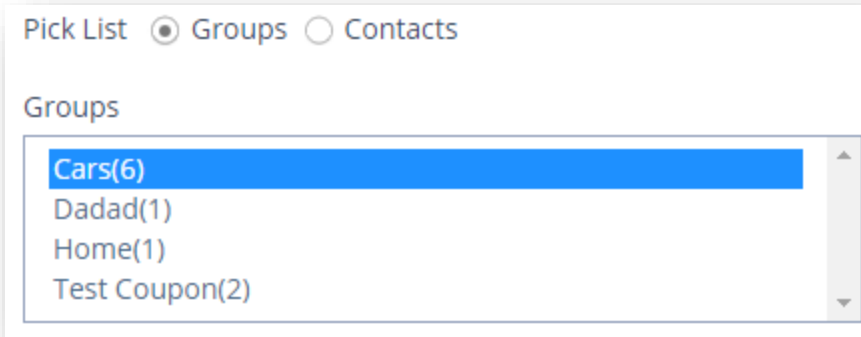 Pick List Groups Contacts
Groups
Cars(6)
Dadad(1)
Home(1)
Test Coupon(2)